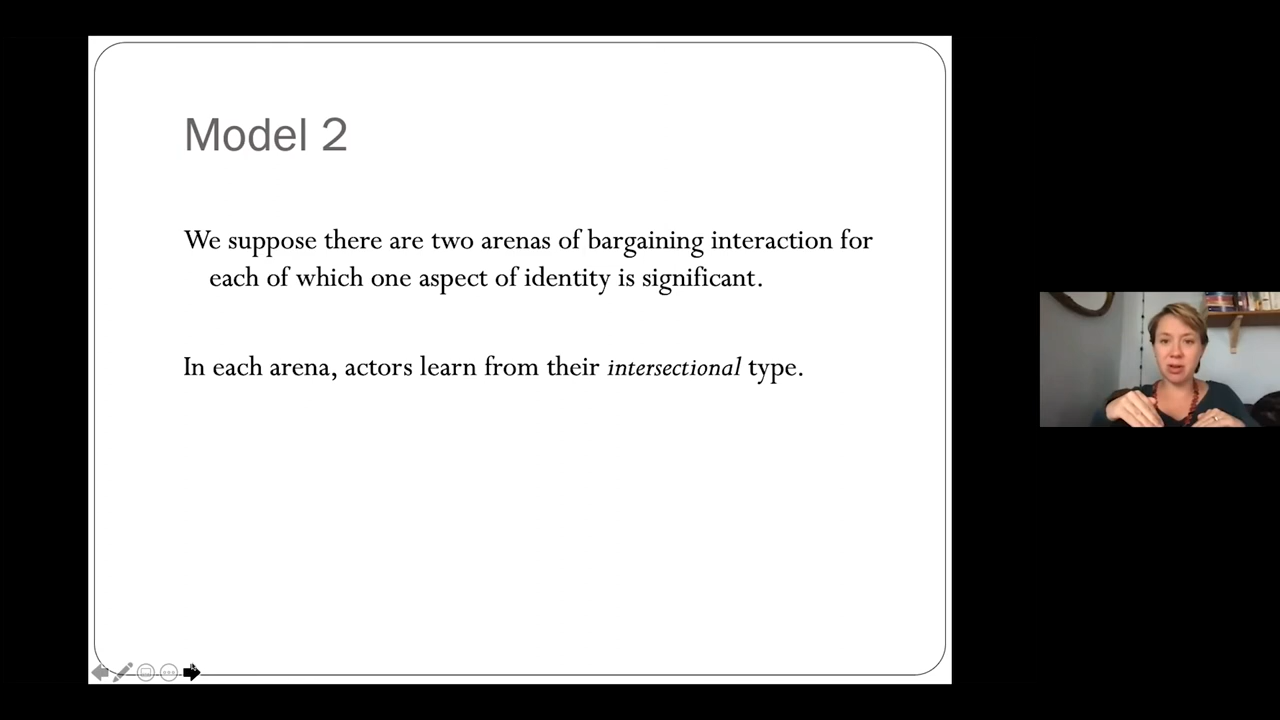 Model 2
We suppose there are two arenas of bargaining interaction for
each of which one aspect of identity is significant.
In each arena, actors learn from their intersectional type.